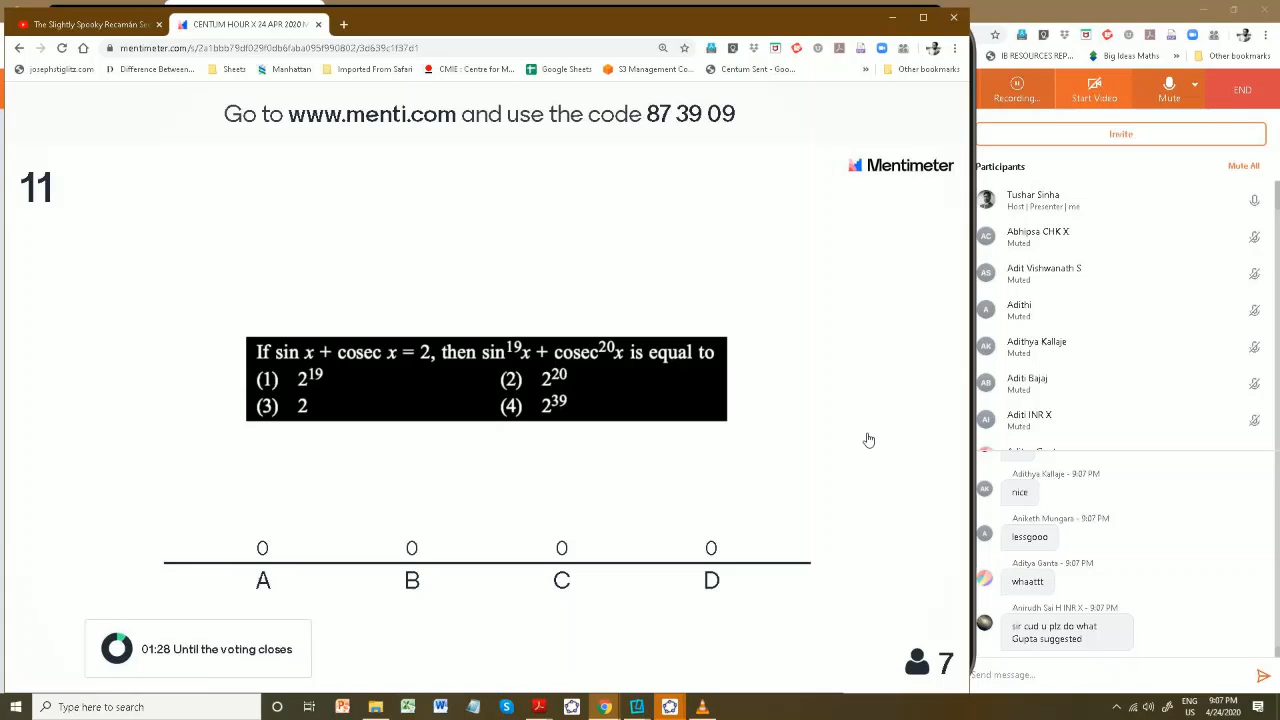 The Slightly Spooky Recamán Se
CENTUM HOUR X 24 APR 2020 M
mentimeter.com/s/2a1bbb79df029f0db6faba095f990802/3d639c1f37d1
josephstiglitz.com
Difference Between...
Sheets
Manhattan
Imported From Safari
CMIE : Centre for M...
Google Sheets
S3 Management Co...
Centum Sent - Goo...
»
Other bookmarks
IB RESOURCES REP...
Big Ideas Maths
»
Other bookmarks
Go to www.menti.com and use the code 87 39 09
Mentimeter
11
If sin x + cosec x = 2, then sin¹⁹x + cosec²⁰x is equal to
(1) 2¹⁹ (2) 2²⁰
(3) 2 (4) 2³⁹
0 0 0 0
A B C D
01:28 Until the voting closes
7
Recording...
Start Video
Mute
END
Invite
Participants
Mute All
Tushar Sinha
Host | Presenter | me
AC
Abhipsa CHK X
Muted
AS
Adit Vishwanath S
Muted
A
Adithi
Muted
AK
Adithya Kallaje
Muted
AB
Aditi Bajaj
Muted
AI
Aditi INR X
Muted
Adithya Kallaje - 9:07 PM
AK
nice
Aniketh Mungara - 9:07 PM
A
lessgooo
Aditya Ganta - 9:07 PM
whaattt
Anirudh Sai H INR X - 9:07 PM
sir cud u plz do what
Gupta suggested
Send message...
Type here to search
ENG
US
9:07 PM
4/24/2020